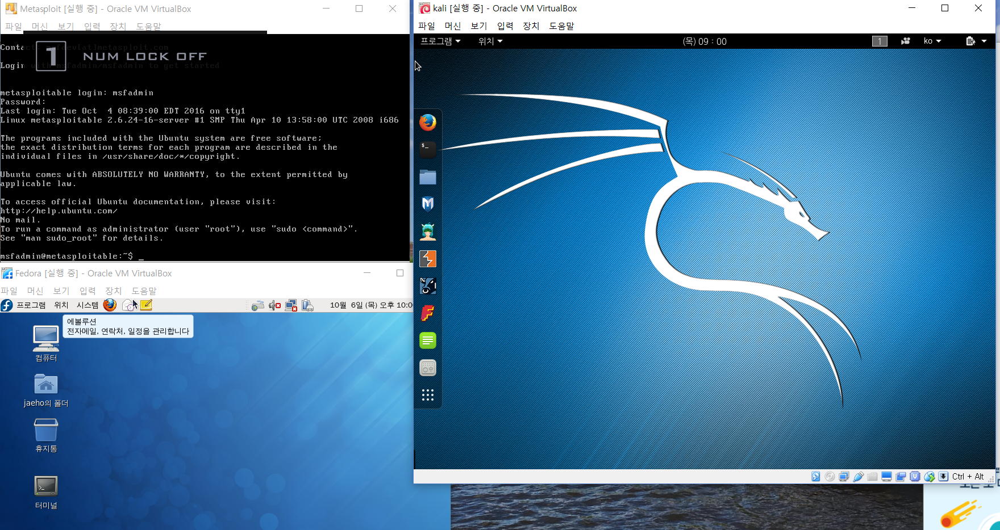 Metasploit [실행 중] - Oracle VM VirtualBox
파일 머신 보기 입력 장치 도움말
Contact: msfdev[at]metasploit.com
1 NUM LOCK OFF
Login with msfadmin/msfadmin to get started
metasploitable login: msfadmin
Password:
Last login: Tue Oct  4 08:39:00 EDT 2016 on tty1
Linux metasploitable 2.6.24-16-server #1 SMP Thu Apr 10 13:58:00 UTC 2008 i686
The programs included with the Ubuntu system are free software;
the exact distribution terms for each program are described in the
individual files in /usr/share/doc/*/copyright.
Ubuntu comes with ABSOLUTELY NO WARRANTY, to the extent permitted by
applicable law.
To access official Ubuntu documentation, please visit:
http://help.ubuntu.com/
No mail.
To run a command as administrator (user "root"), use "sudo <command>".
See "man sudo_root" for details.
msfadmin@metasploitable:~$ _
Fedora [실행 중] - Oracle VM VirtualBox
파일 머신 보기 입력 장치 도움말
프로그램 위치 시스템 10월 6일 (목) 오후 10:0
에볼루션
전자메일, 연락처, 일정을 관리합니다
컴퓨터
jaeho의 폴더
휴지통
터미널
kali [실행 중] - Oracle VM VirtualBox
파일 머신 보기 입력 장치 도움말
프로그램 위치 (목) 09 : 00 1 ko
Ctrl + Alt